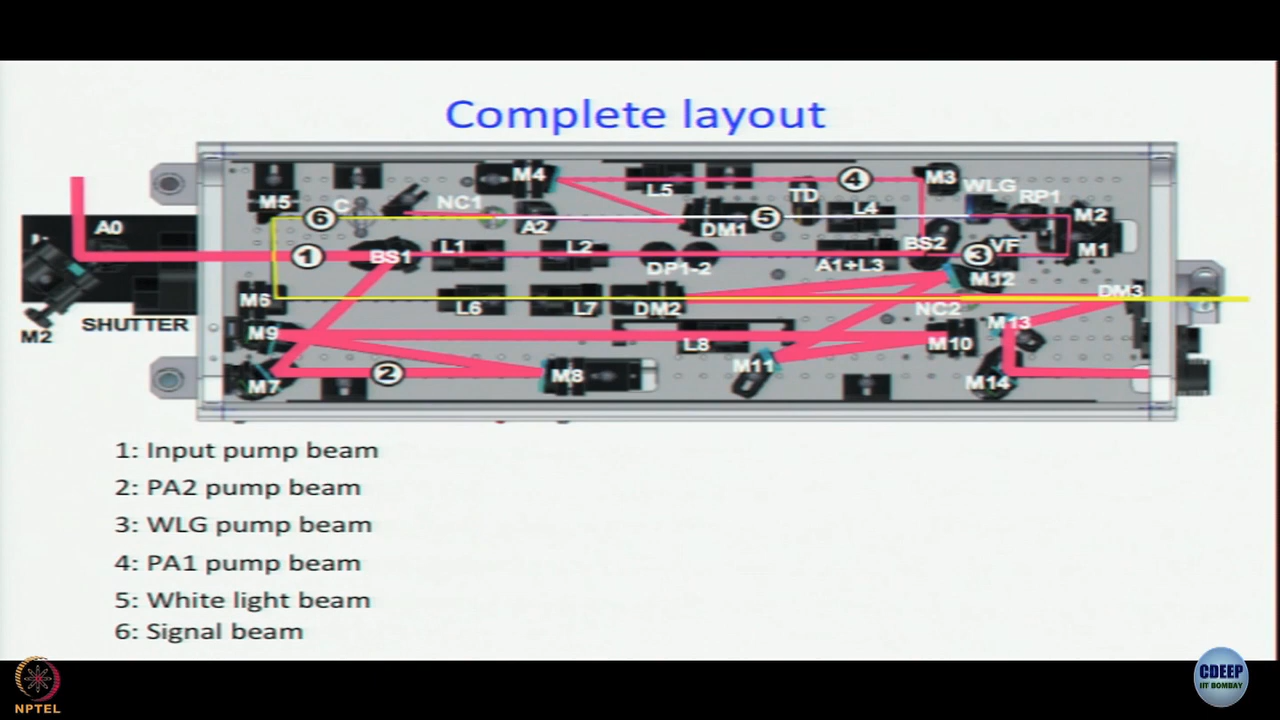 Complete layout
M4
L5
4
M3
WLG
RP1
M5
C
NC1
TD
L4
M2
6
A2
5
DM1
A0
BS2
VF
M1
1
BS1
L1
L2
DP1-2
A1+L3
3
M12
M6
L6
L7
DM2
NC2
DM3
M2
SHUTTER
M9
L8
M10
M13
M7
2
M8
M11
M14
1: Input pump beam
2: PA2 pump beam
3: WLG pump beam
4: PA1 pump beam
5: White light beam
6: Signal beam
NPTEL
CDEEP
IIT BOMBAY